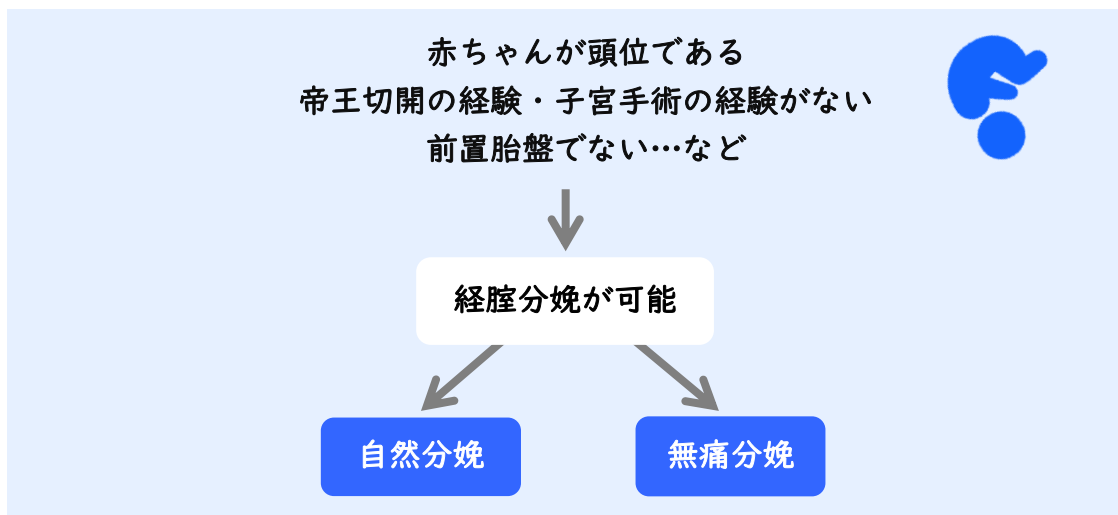 赤ちゃんが頭位である
帝王切開の経験・子宮手術の経験がない
前置胎盤でない…など
経腟分娩が可能
自然分娩
無痛分娩